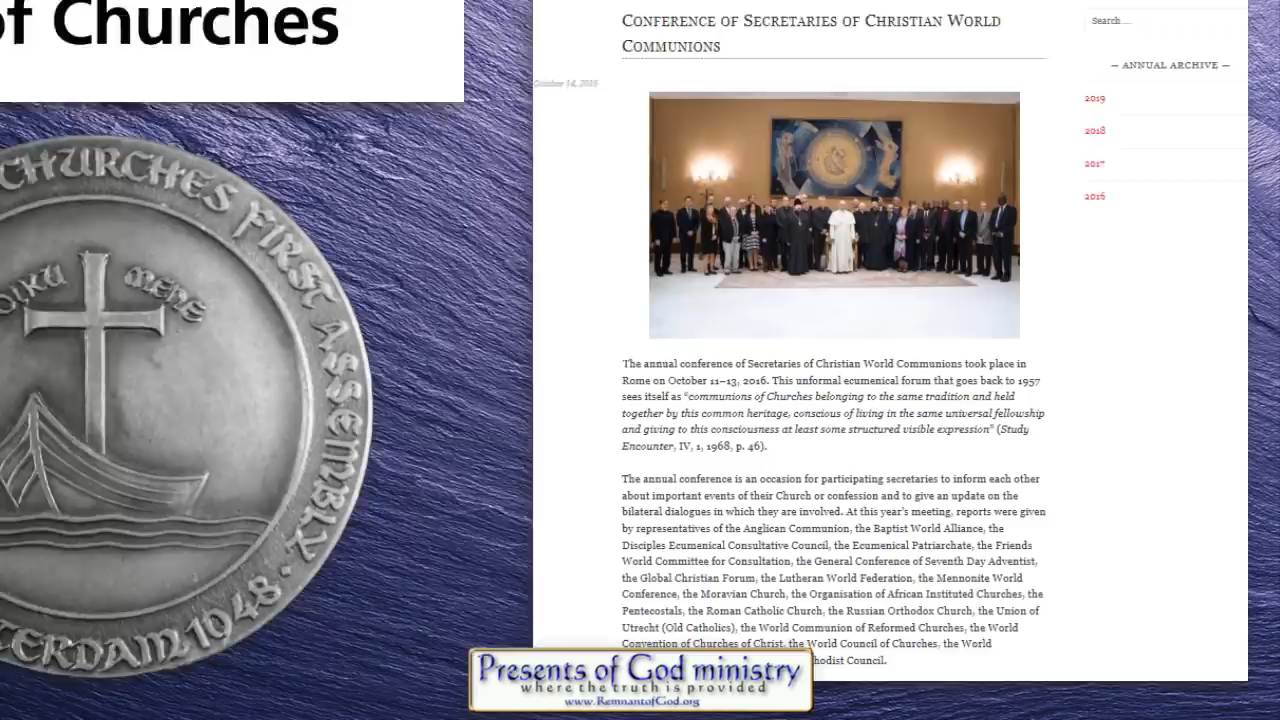 of Churches
CHURCHES FIRST ASSEMBLY
OIKU MENE
1948
Conference of Secretaries of Christian World
Communions
October 14, 2016
The annual conference of Secretaries of Christian World Communions took place in
Rome on October 11–13, 2016. This unformal ecumenical forum that goes back to 1957
sees itself as “communions of Churches belonging to the same tradition and held
together by this common heritage, conscious of living in the same universal fellowship
and giving to this consciousness at least some structured visible expression” (Study
Encounter, IV, 1, 1968, p. 46).
The annual conference is an occasion for participating secretaries to inform each other
about important events of their Church or confession and to give an update on the
bilateral dialogues in which they are involved. At this year’s meeting, reports were given
by representatives of the Anglican Communion, the Baptist World Alliance, the
Disciples Ecumenical Consultative Council, the Ecumenical Patriarchate, the Friends
World Committee for Consultation, the General Conference of Seventh Day Adventist,
the Global Christian Forum, the Lutheran World Federation, the Mennonite World
Conference, the Moravian Church, the Organisation of African Instituted Churches, the
Pentecostals, the Roman Catholic Church, the Russian Orthodox Church, the Union of
Utrecht (Old Catholics), the World Communion of Reformed Churches, the World
Convention of Churches of Christ, the World Council of Churches, the World
hodist Council.
Search …
— ANNUAL ARCHIVE —
2019
2018
2017
2016
Presents of God ministry
where the truth is provided
www.RemnantofGod.org